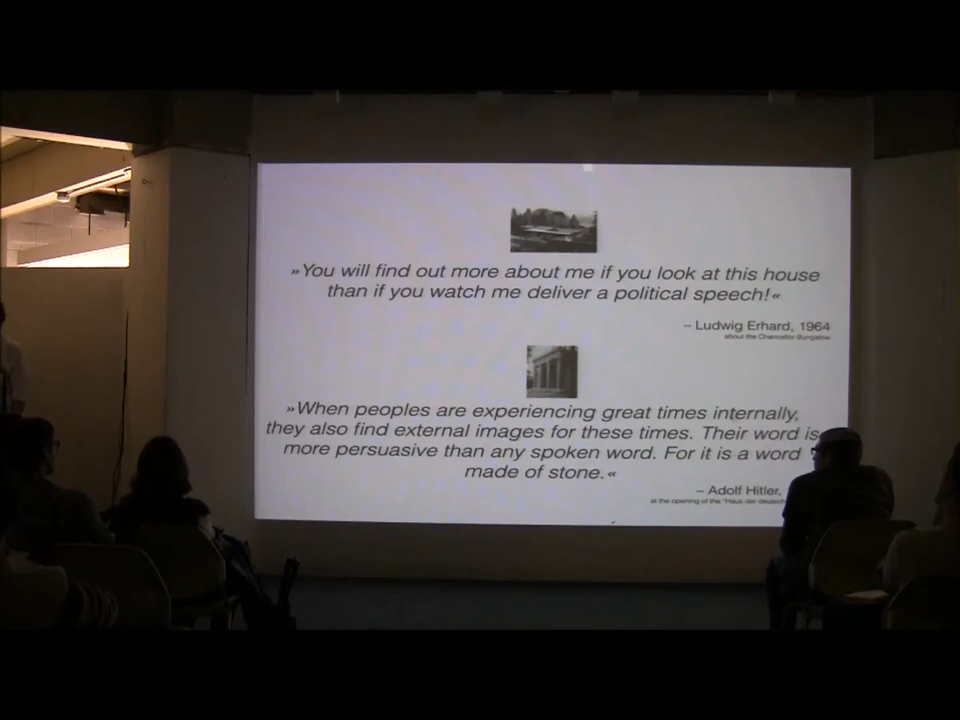 »You will find out more about me if you look at this house
than if you watch me deliver a political speech!«
– Ludwig Erhard, 1964
about the Chancellor Bungalow
»When peoples are experiencing great times internally,
they also find external images for these times. Their word is
more persuasive than any spoken word. For it is a word
made of stone.«
– Adolf Hitler,
at the opening of the "Haus der